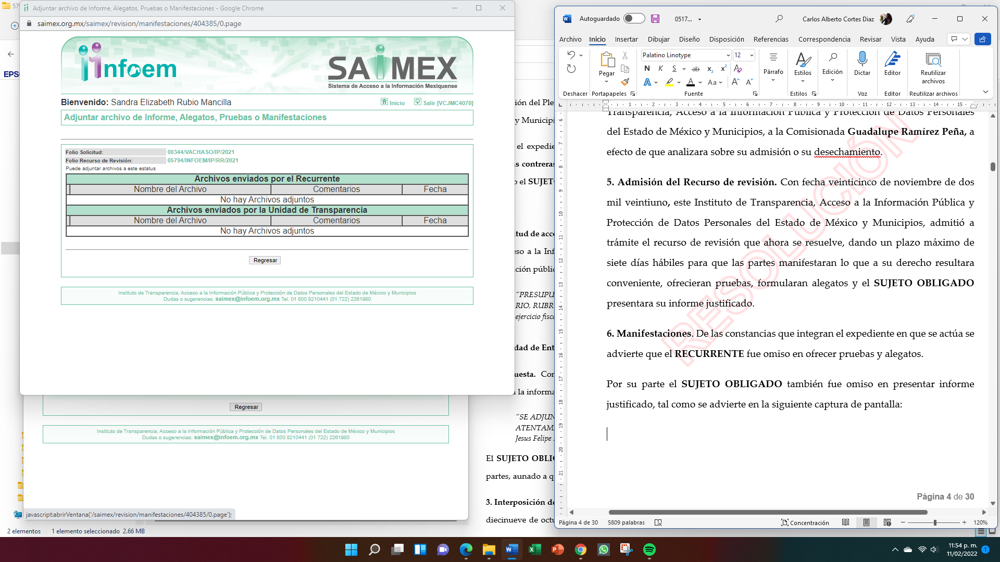 Adjuntar archivo de Informe, Alegatos, Pruebas o Manifestaciones - Google Chrome
saimex.org.mx/saimex/revision/manifestaciones/404385/0.page
infoem
SAIMEX
Sistema de Acceso a la Información Mexiquense
Bienvenido: Sandra Elizabeth Rubio Mancilla
Inicio
Salir [VCJMC4070]
Adjuntar archivo de Informe, Alegatos, Pruebas o Manifestaciones
Folio Solicitud: 00344/VACHASO/IP/2021
Folio Recurso de Revisión: 05794/INFOEM/IP/RR/2021
Puede adjuntar archivos a este estatus
Archivos enviados por el Recurrente
Nombre del Archivo Comentarios Fecha
No hay Archivos adjuntos
Archivos enviados por la Unidad de Transparencia
Nombre del Archivo Comentarios Fecha
No hay Archivos adjuntos
Regresar
Instituto de Transparencia, Acceso a la Información Pública y Protección de Datos Personales del Estado de México y Municipios
Dudas o sugerencias: saimex@infoem.org.mx Tel. 01 800 8210441 (01 722) 2261980
Regresar
Instituto de Transparencia, Acceso a la Información Pública y Protección de Datos Personales del Estado de México y Municipios
Dudas o sugerencias: saimex@infoem.org.mx Tel. 01 800 8210441 (01 722) 2261980
javascript:abrirVentana('/saimex/revision/manifestaciones/404385/0.page');
2 elementos 1 elemento seleccionado 2.66 MB
ión del Ple
y Municipi
el expedie
s contreras
o el SUJET
itud de acc
eso a la Inf
ción públic
"PRESUPU
RIO, RUBR
ejercicio fisca
dad de Ent
uesta. Con
a la informa
"SE ADJUN
ATENTAM
Jesus Felipe
El SUJETO OBLIG
partes, aunado a q
3. Interposición de
diecinueve de octu
Autoguardado
0517...
Carlos Alberto Cortes Diaz
Archivo Inicio Insertar Dibujar Diseño Disposición Referencias Correspondencia Revisar Vista Ayuda
Pegar
Palatino Linotype 12
Párrafo
Estilos
Edición
Dictar
Editor
Reutilizar archivos
Deshacer Portapapeles Fuente Estilos Voz Editor Reutilizar archivos
Transparencia, Acceso a la Información Pública y Protección de Datos Personales
del Estado de México y Municipios, a la Comisionada Guadalupe Ramírez Peña, a
efecto de que analizara sobre su admisión o su desechamiento.
5. Admisión del Recurso de revisión. Con fecha veinticinco de noviembre de dos
mil veintiuno, este Instituto de Transparencia, Acceso a la Información Pública y
Protección de Datos Personales del Estado de México y Municipios, admitió a
trámite el recurso de revisión que ahora se resuelve, dando un plazo máximo de
siete días hábiles para que las partes manifestaran lo que a su derecho resultara
conveniente, ofrecieran pruebas, formularan alegatos y el SUJETO OBLIGADO
presentara su informe justificado.
6. Manifestaciones. De las constancias que integran el expediente en que se actúa se
advierte que el RECURRENTE fue omiso en ofrecer pruebas y alegatos.
Por su parte el SUJETO OBLIGADO también fue omiso en presentar informe
justificado, tal como se advierte en la siguiente captura de pantalla:
RESOLUCIÓN
Página 4 de 30
Página 4 de 30 5809 palabras
Concentración
120%
11:54 p. m.
11/02/2022
1